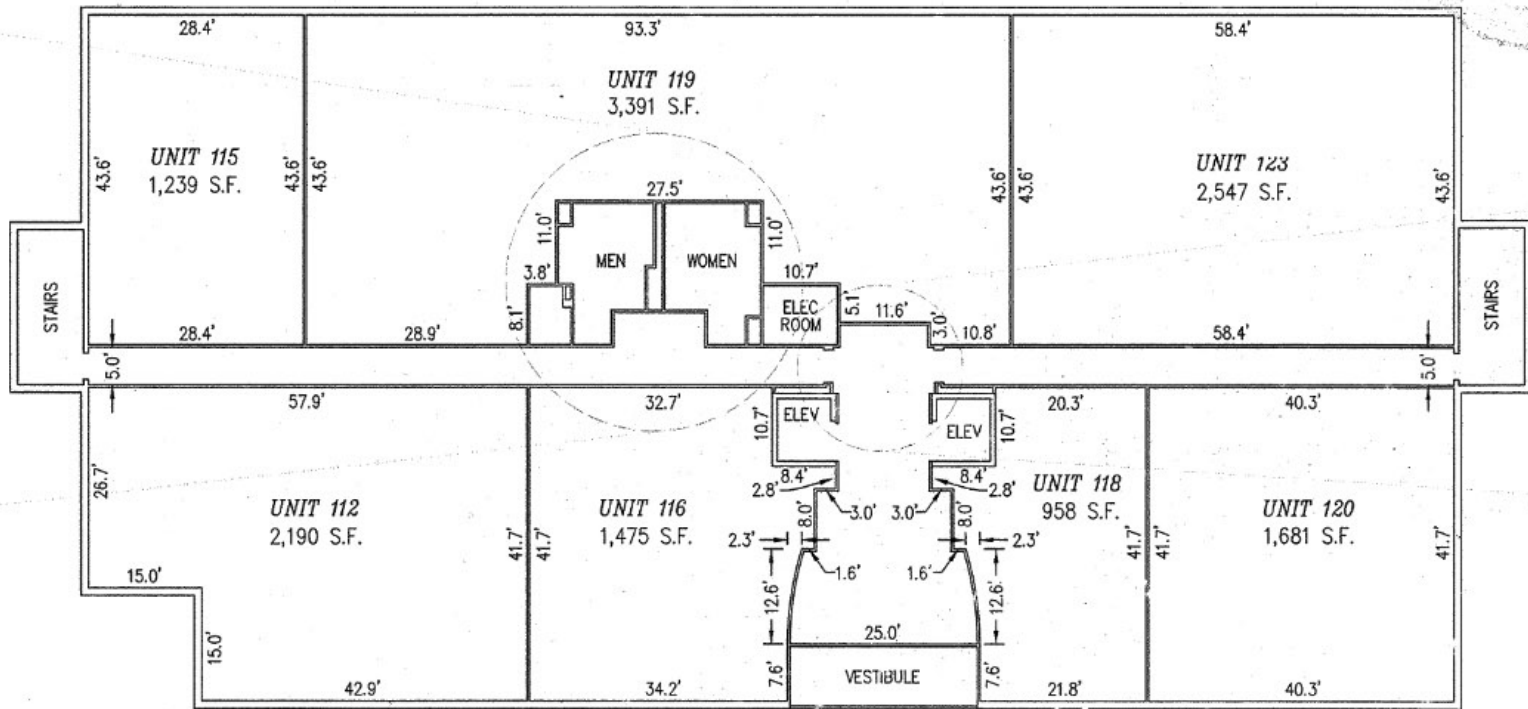 28.4'
93.3'
58.4'
UNIT 119
3,391 S.F.
UNIT 115
1,239 S.F.
UNIT 123
2,547 S.F.
43.6'
43.6'
43.6'
43.6'
43.6'
43.6'
27.5'
11.0'
11.0'
MEN
WOMEN
3.8'
10.7'
8.1'
ELEC
ROOM
5.1'
11.6'
3.0'
STAIRS
STAIRS
28.4'
28.9'
10.8'
58.4'
5.0'
5.0'
57.9'
32.7'
20.3'
40.3'
10.7'
ELEV
ELEV
10.7'
26.7'
8.4'
8.4'
2.8'
2.8'
UNIT 112
2,190 S.F.
UNIT 116
1,475 S.F.
UNIT 118
958 S.F.
UNIT 120
1,681 S.F.
3.0'
3.0'
8.0'
8.0'
41.7'
41.7'
41.7'
41.7'
41.7'
2.3'
2.3'
1.6'
1.6'
15.0'
12.6'
12.6'
15.0'
25.0'
7.6'
VESTIBULE
7.6'
42.9'
34.2'
21.8'
40.3'